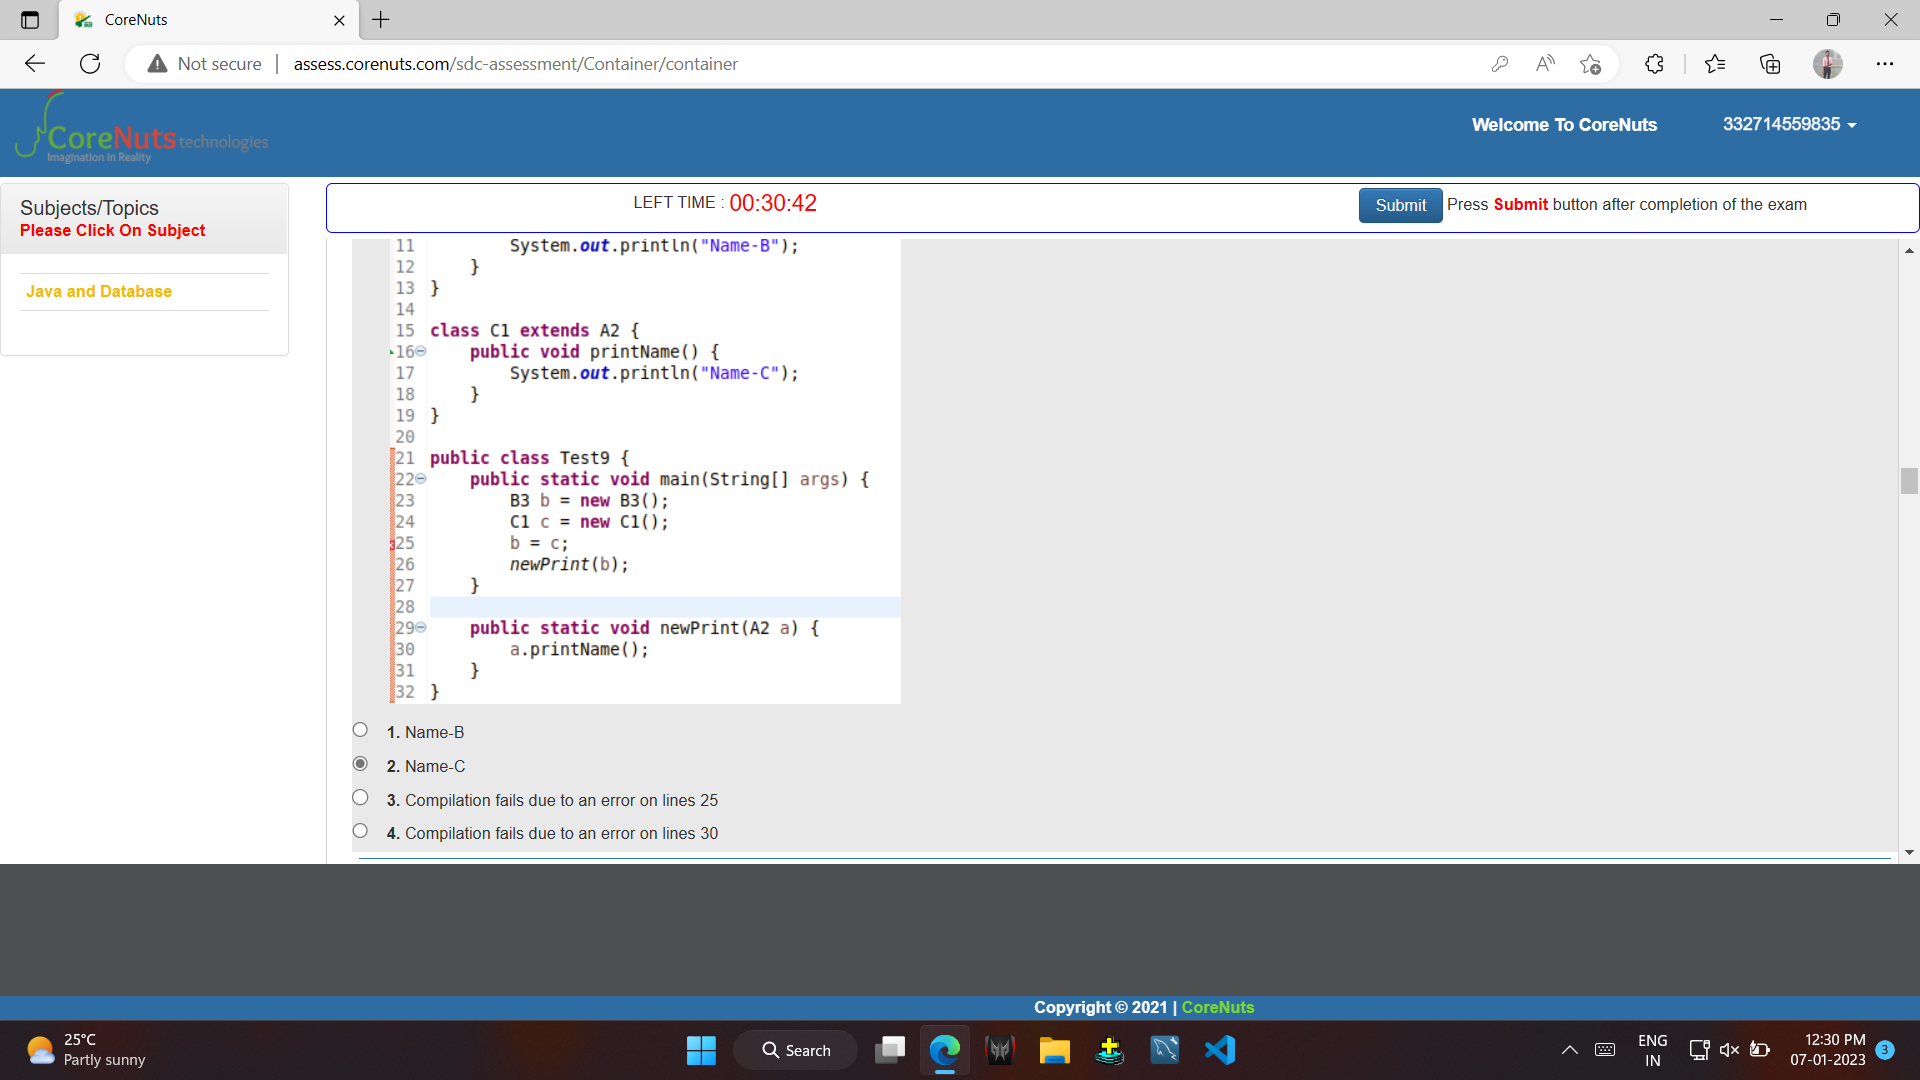 CoreNuts
Not secure
assess.corenuts.com/sdc-assessment/Container/container
CoreNuts technologies
Imagination in Reality
Welcome To CoreNuts
332714559835
Subjects/Topics
Please Click On Subject
Java and Database
LEFT TIME : 00:30:42
Submit Press Submit button after completion of the exam
11 System.out.println("Name-B");
12 }
13 }
14
15 class C1 extends A2 {
16 public void printName() {
17 System.out.println("Name-C");
18 }
19 }
20
21 public class Test9 {
22 public static void main(String[] args) {
23 B3 b = new B3();
24 C1 c = new C1();
25 b = c;
26 newPrint(b);
27 }
28
29 public static void newPrint(A2 a) {
30 a.printName();
31 }
32 }
1. Name-B
2. Name-C
3. Compilation fails due to an error on lines 25
4. Compilation fails due to an error on lines 30
Copyright © 2021 | CoreNuts
25°C
Partly sunny
Search
ENG
IN
12:30 PM
07-01-2023
3